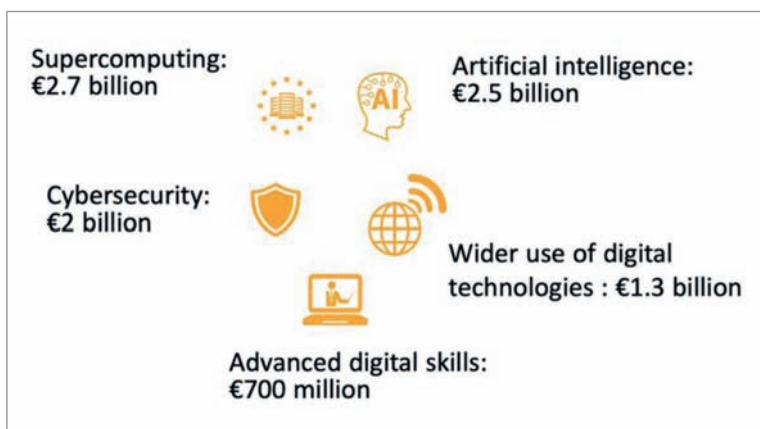 Supercomputing:
€2.7 billion
Artificial intelligence:
€2.5 billion
AI
Cybersecurity:
€2 billion
Wider use of digital
technologies : €1.3 billion
Advanced digital skills:
€700 million